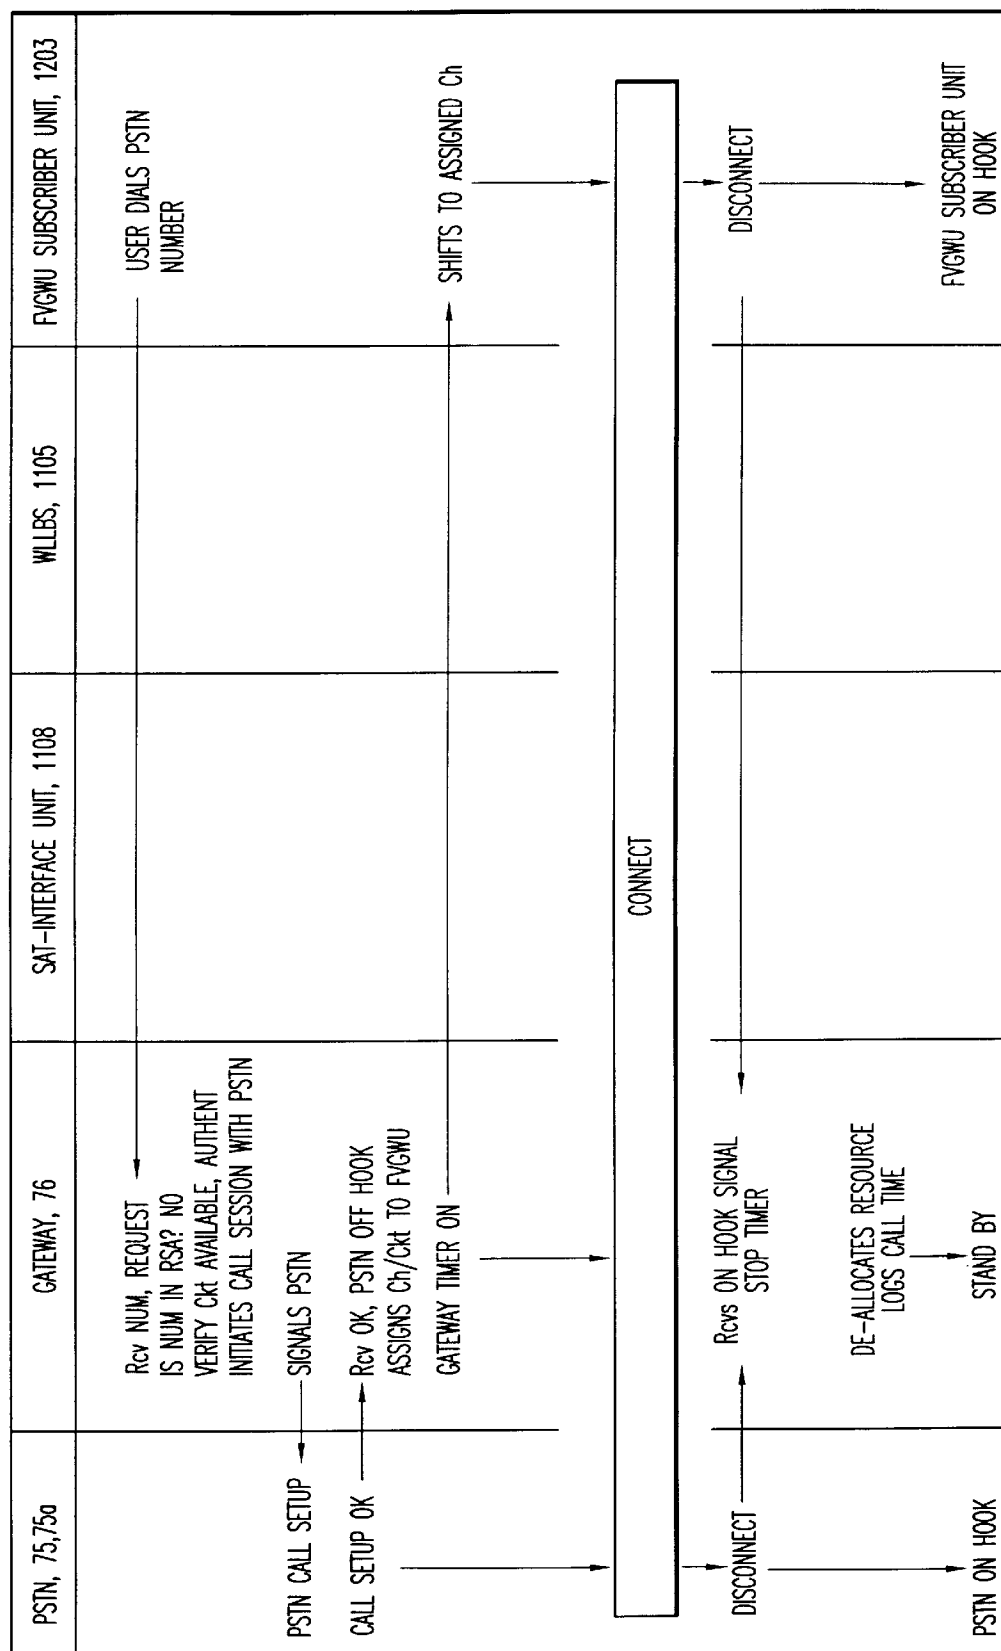 PSTN, 75,75a
GATEWAY, 76
SAT-INTERFACE UNIT, 1108
WLLBS, 1105
FVGWU SUBSCRIBER UNIT, 1203
USER DIALS PSTN
NUMBER
Rcv NUM, REQUEST
IS NUM IN RSA? NO
VERIFY Ckt AVAILABLE, AUTHENT
INITIATES CALL SESSION WITH PSTN
SIGNALS PSTN
PSTN CALL SETUP
CALL SETUP OK
Rcv OK, PSTN OFF HOOK
ASSIGNS Ch/Ckt TO FVGWU
GATEWAY TIMER ON
SHIFTS TO ASSIGNED Ch
CONNECT
DISCONNECT
Rcvs ON HOOK SIGNAL
STOP TIMER
DISCONNECT
DE-ALLOCATES RESOURCE
LOGS CALL TIME
PSTN ON HOOK
STAND BY
FVGWU SUBSCRIBER UNIT
ON HOOK